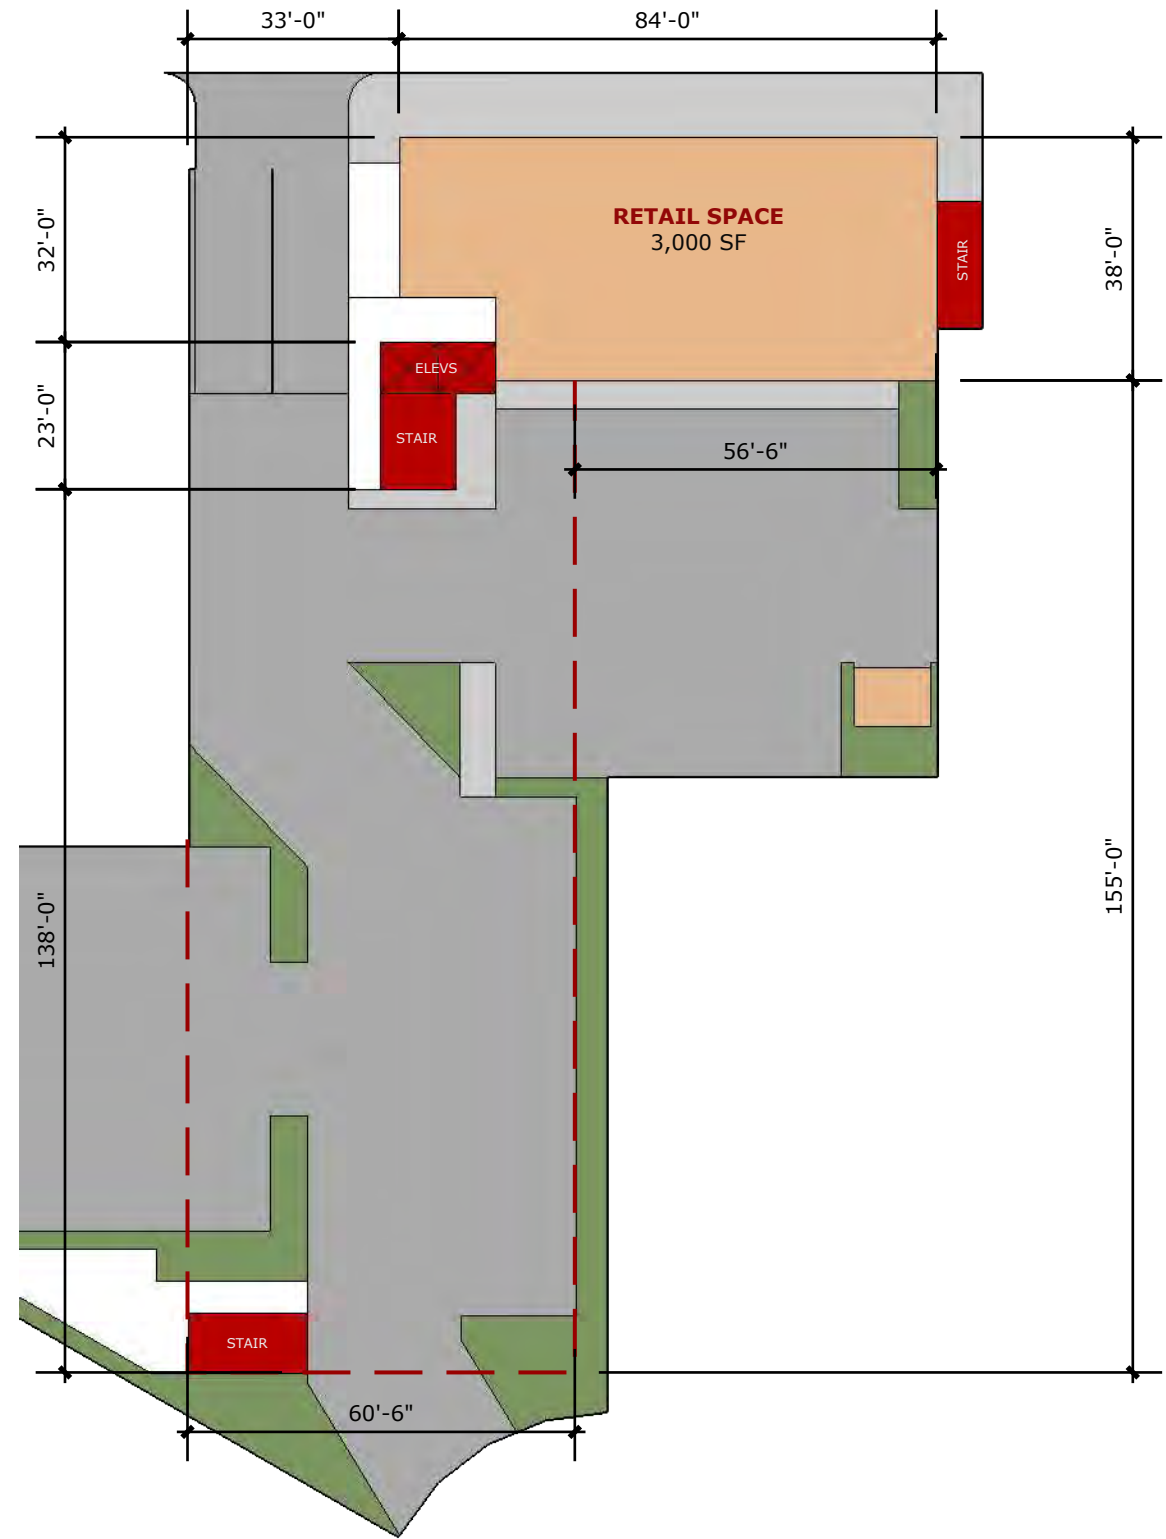 33'-0"
84'-0"
32'-0"
RETAIL SPACE
3,000 SF
STAIR
38'-0"
ELEVS
23'-0"
STAIR
56'-6"
138'-0"
155'-0"
STAIR
60'-6"